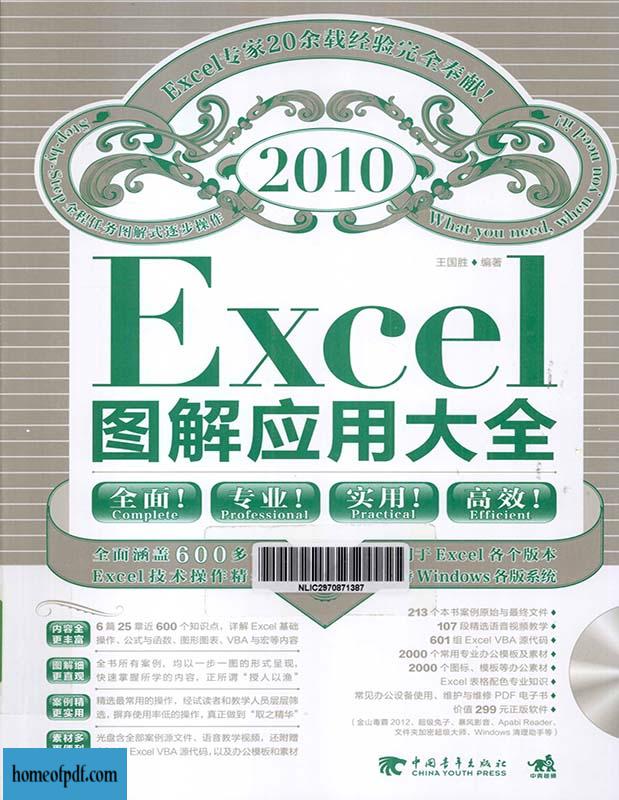 Excel专家20余载经验完全奉献！
Step-by-Step 全程任务图解式逐步操作
2010
What you need, when you need it!
王国胜◆编著
Excel
图解应用大全
全面！ 专业！ 实用！ 高效！
Complete Professional Practical Efficient
全面涵盖600多
于Excel各个版本
Excel技术操作精
Windows各版系统
NLIC2970871387
内容全
更丰富
6篇25章近600个知识点，详解Excel基础
操作、公式与函数、图形图表、VBA与宏等内容
图解细
更直观
全书所有案例，均以一步一图的形式呈现，
快速掌握所学的内容，正所谓“授人以渔”
案例精
更实用
精选最常用的操作，经试读者和教学人员层层筛
选，摒弃使用率低的操作，真正做到“取之精华”
素材多
更便利
光盘含全部案例源文件、语音教学视频，还附赠
Excel VBA源代码，以及办公模板和素材
213个本书案例原始与最终文件
107段精选语音视频教学
601组Excel VBA源代码
2000个常用专业办公模板及素材
2000个图标、模板等办公素材
Excel表格配色专业知识
常见办公设备使用、维护与维修PDF电子书
价值299元正版软件
（金山毒霸2012、超级兔子、暴风影音、Apabi Reader、
文件夹加密超级大师、Windows清理助手等）
中国青年出版社
CHINA YOUTH PRESS
中青雄狮
homeofpdf.com